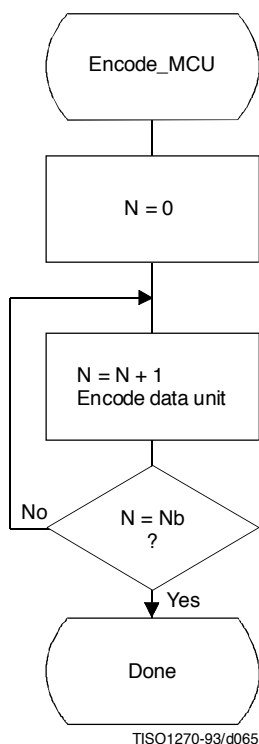 Encode_MCU
N = 0
N = N + 1
Encode data unit
N = Nb
?
No
Yes
Done
TISO1270-93/d065